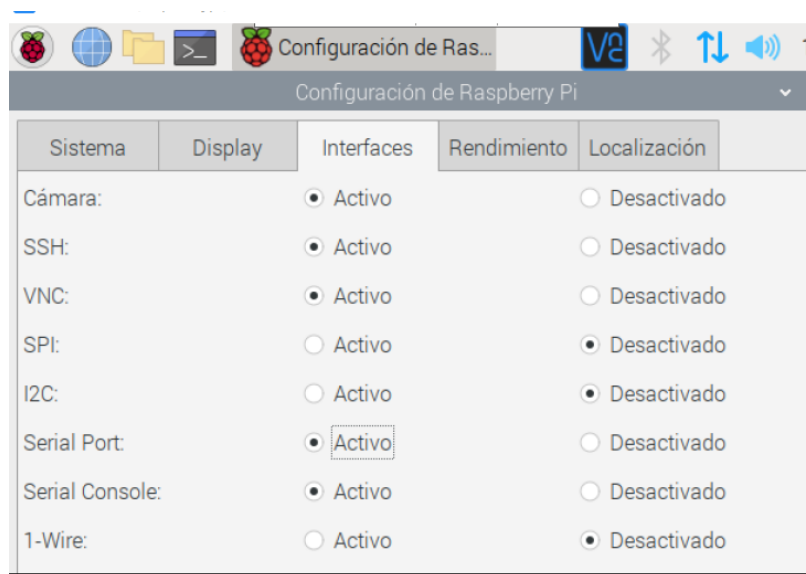 >_ Configuración de Ras... V2
Configuración de Raspberry Pi
Sistema Display Interfaces Rendimiento Localización
Cámara: Activo Desactivado
SSH: Activo Desactivado
VNC: Activo Desactivado
SPI: Activo Desactivado
I2C: Activo Desactivado
Serial Port: Activo Desactivado
Serial Console: Activo Desactivado
1-Wire: Activo Desactivado